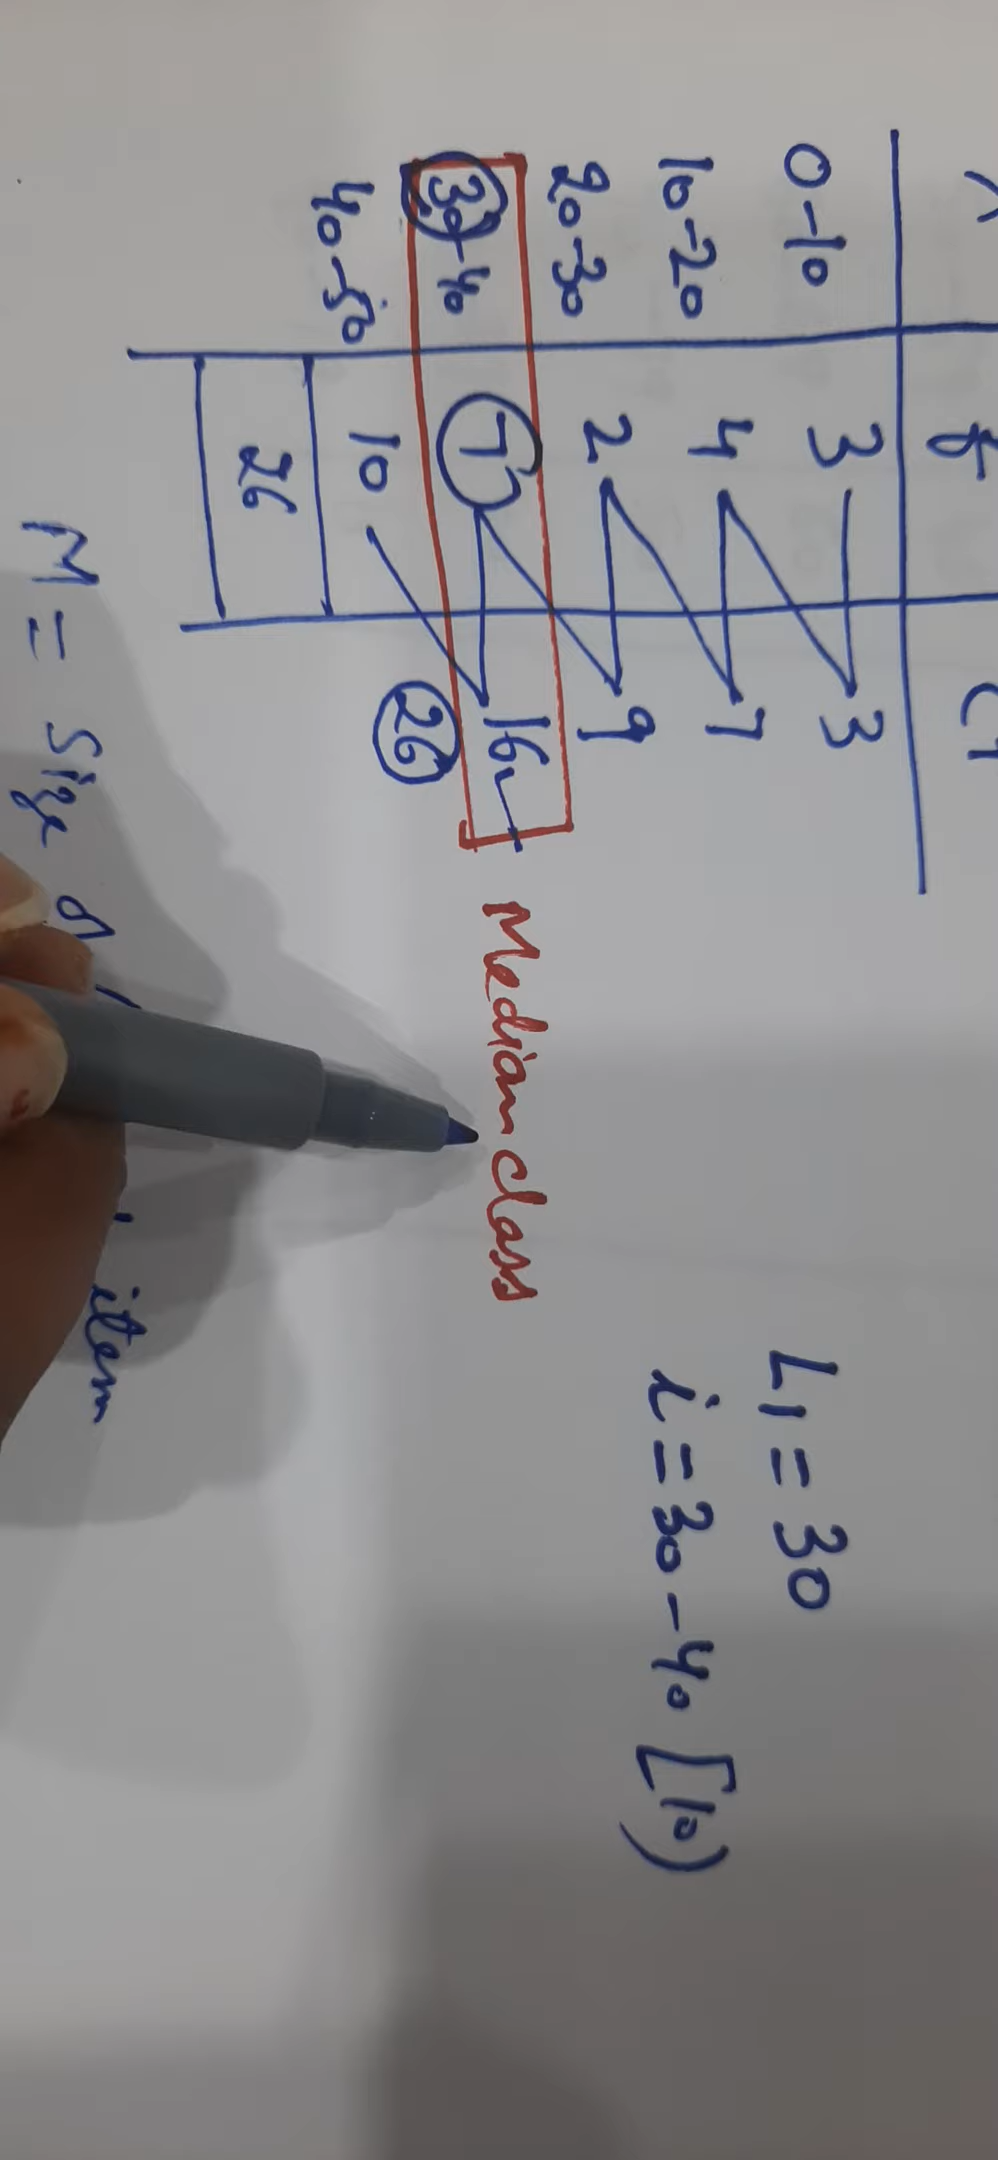 f
0-10 3 3
10-20 4 7
20-30 2 9
30-40 7 16 Median class
40-50 10 26
26
L1 = 30
i = 30-40 [10)
M = Size of item